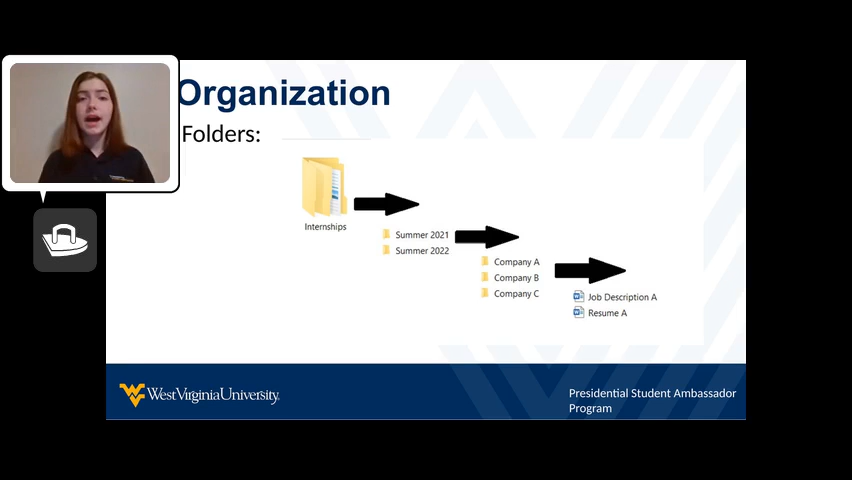 Organization
Folders:
Internships
Summer 2021
Summer 2022
Company A
Company B
Company C
Job Description A
Resume A
WestVirginiaUniversity.
Presidential Student Ambassador
Program